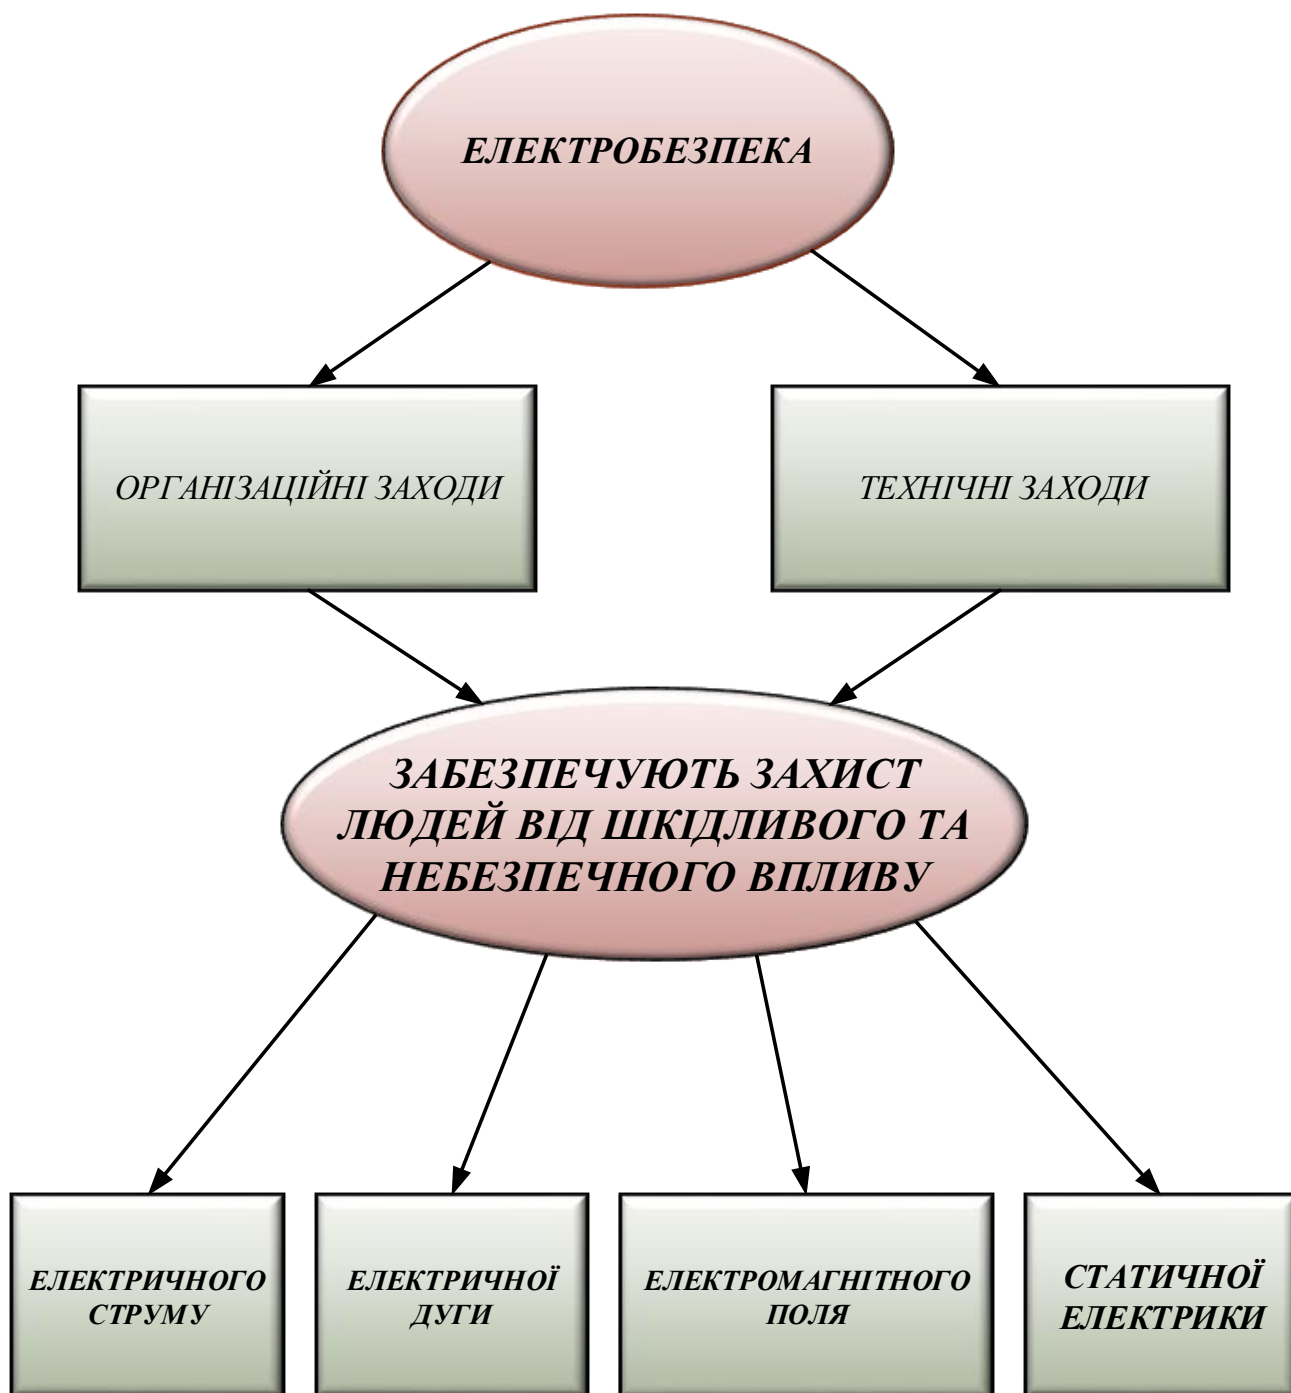 ЕЛЕКТРОБЕЗПЕКА
ОРГАНІЗАЦІЙНІ ЗАХОДИ
ТЕХНІЧНІ ЗАХОДИ
ЗАБЕЗПЕЧУЮТЬ ЗАХИСТ
ЛЮДЕЙ ВІД ШКІДЛИВОГО ТА
НЕБЕЗПЕЧНОГО ВПЛИВУ
ЕЛЕКТРИЧНОГО
СТРУМУ
ЕЛЕКТРИЧНОЇ
ДУГИ
ЕЛЕКТРОМАГНІТНОГО
ПОЛЯ
СТАТИЧНОЇ
ЕЛЕКТРИКИ